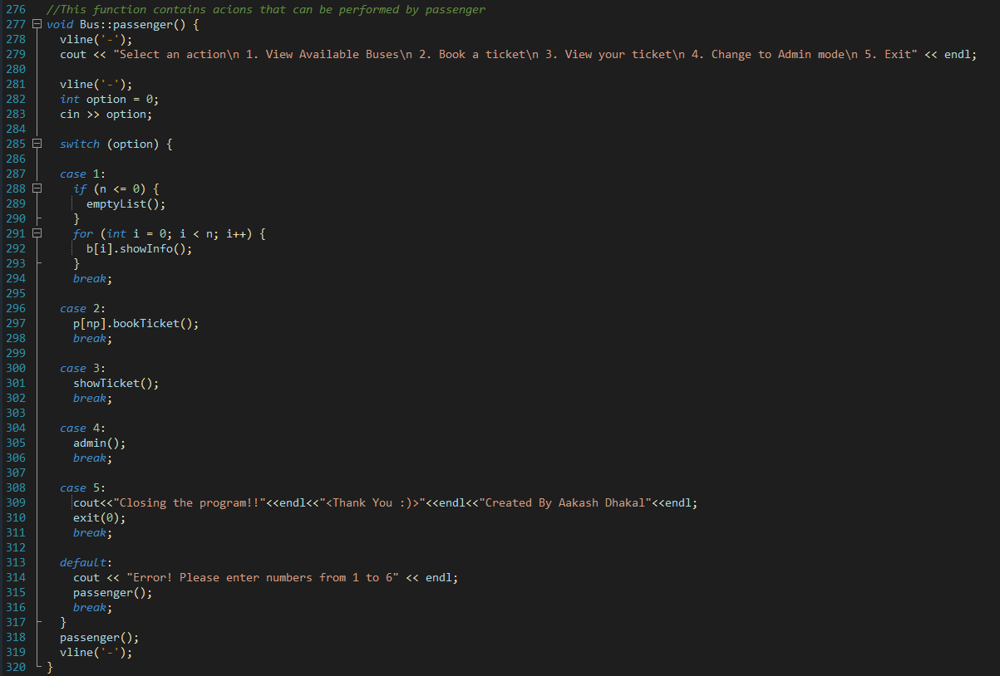 276 //This function contains acions that can be performed by passenger
277 void Bus::passenger() {
278 vline('-');
279 cout << "Select an action\n 1. View Available Buses\n 2. Book a ticket\n 3. View your ticket\n 4. Change to Admin mode\n 5. Exit" << endl;
280
281 vline('-');
282 int option = 0;
283 cin >> option;
284
285 switch (option) {
286
287 case 1:
288 if (n <= 0) {
289 emptyList();
290 }
291 for (int i = 0; i < n; i++) {
292 b[i].showInfo();
293 }
294 break;
295
296 case 2:
297 p[np].bookTicket();
298 break;
299
300 case 3:
301 showTicket();
302 break;
303
304 case 4:
305 admin();
306 break;
307
308 case 5:
309 cout<<"Closing the program!!"<<endl<<"<Thank You :)>"<<endl<<"Created By Aakash Dhakal"<<endl;
310 exit(0);
311 break;
312
313 default:
314 cout << "Error! Please enter numbers from 1 to 6" << endl;
315 passenger();
316 break;
317 }
318 passenger();
319 vline('-');
320 }